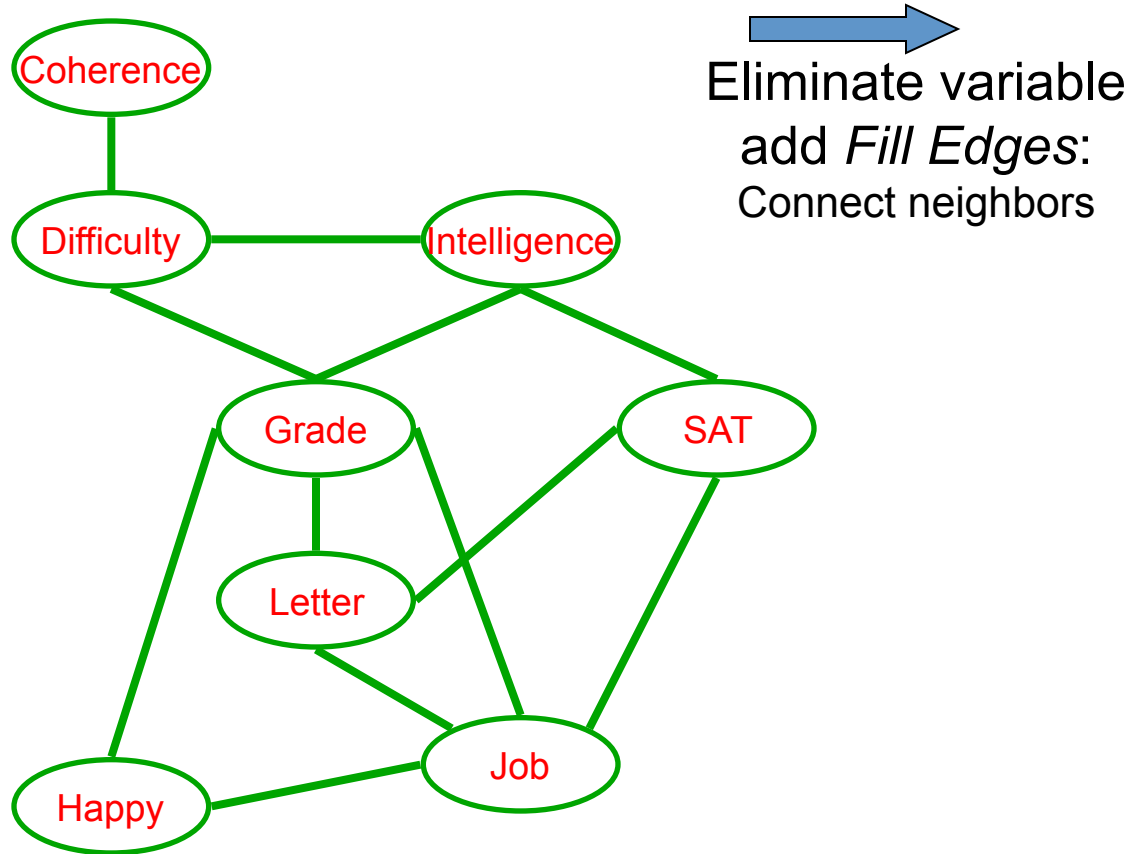 Coherence
Eliminate variable
add Fill Edges:
Connect neighbors
Difficulty
Intelligence
Grade
SAT
Letter
Job
Happy